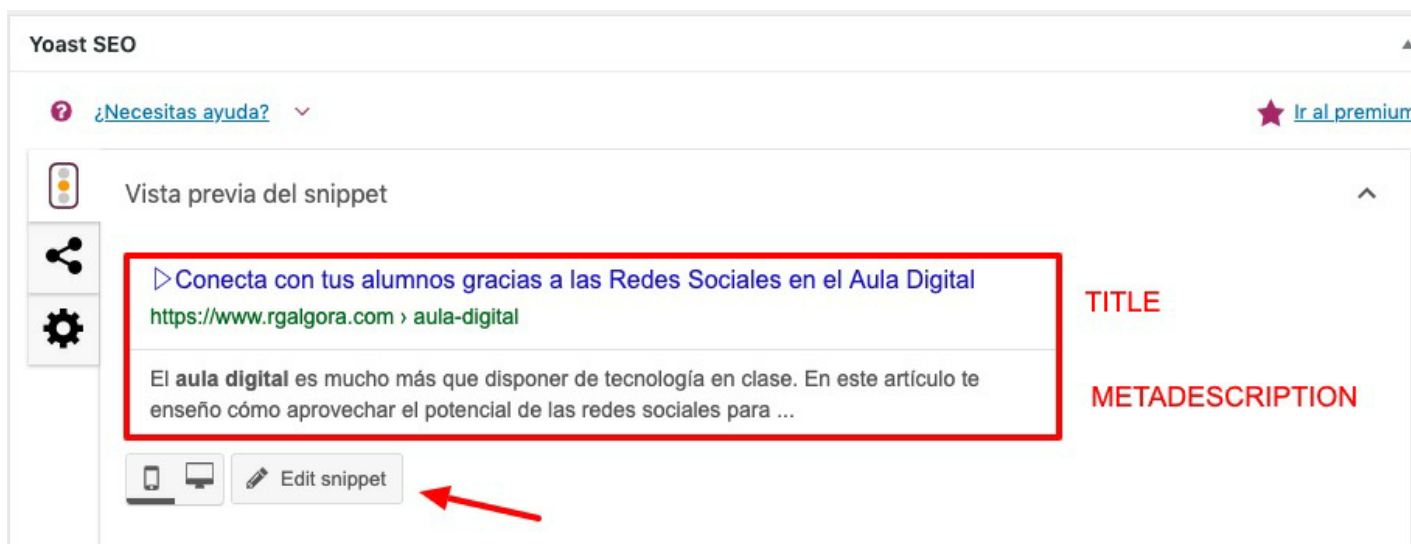 Yoast SEO
¿Necesitas ayuda?
Ir al premium
Vista previa del snippet
▷Conecta con tus alumnos gracias a las Redes Sociales en el Aula Digital
TITLE
https://www.rgalgora.com › aula-digital
El aula digital es mucho más que disponer de tecnología en clase. En este artículo te
enseño cómo aprovechar el potencial de las redes sociales para ...
METADESCRIPTION
Edit snippet